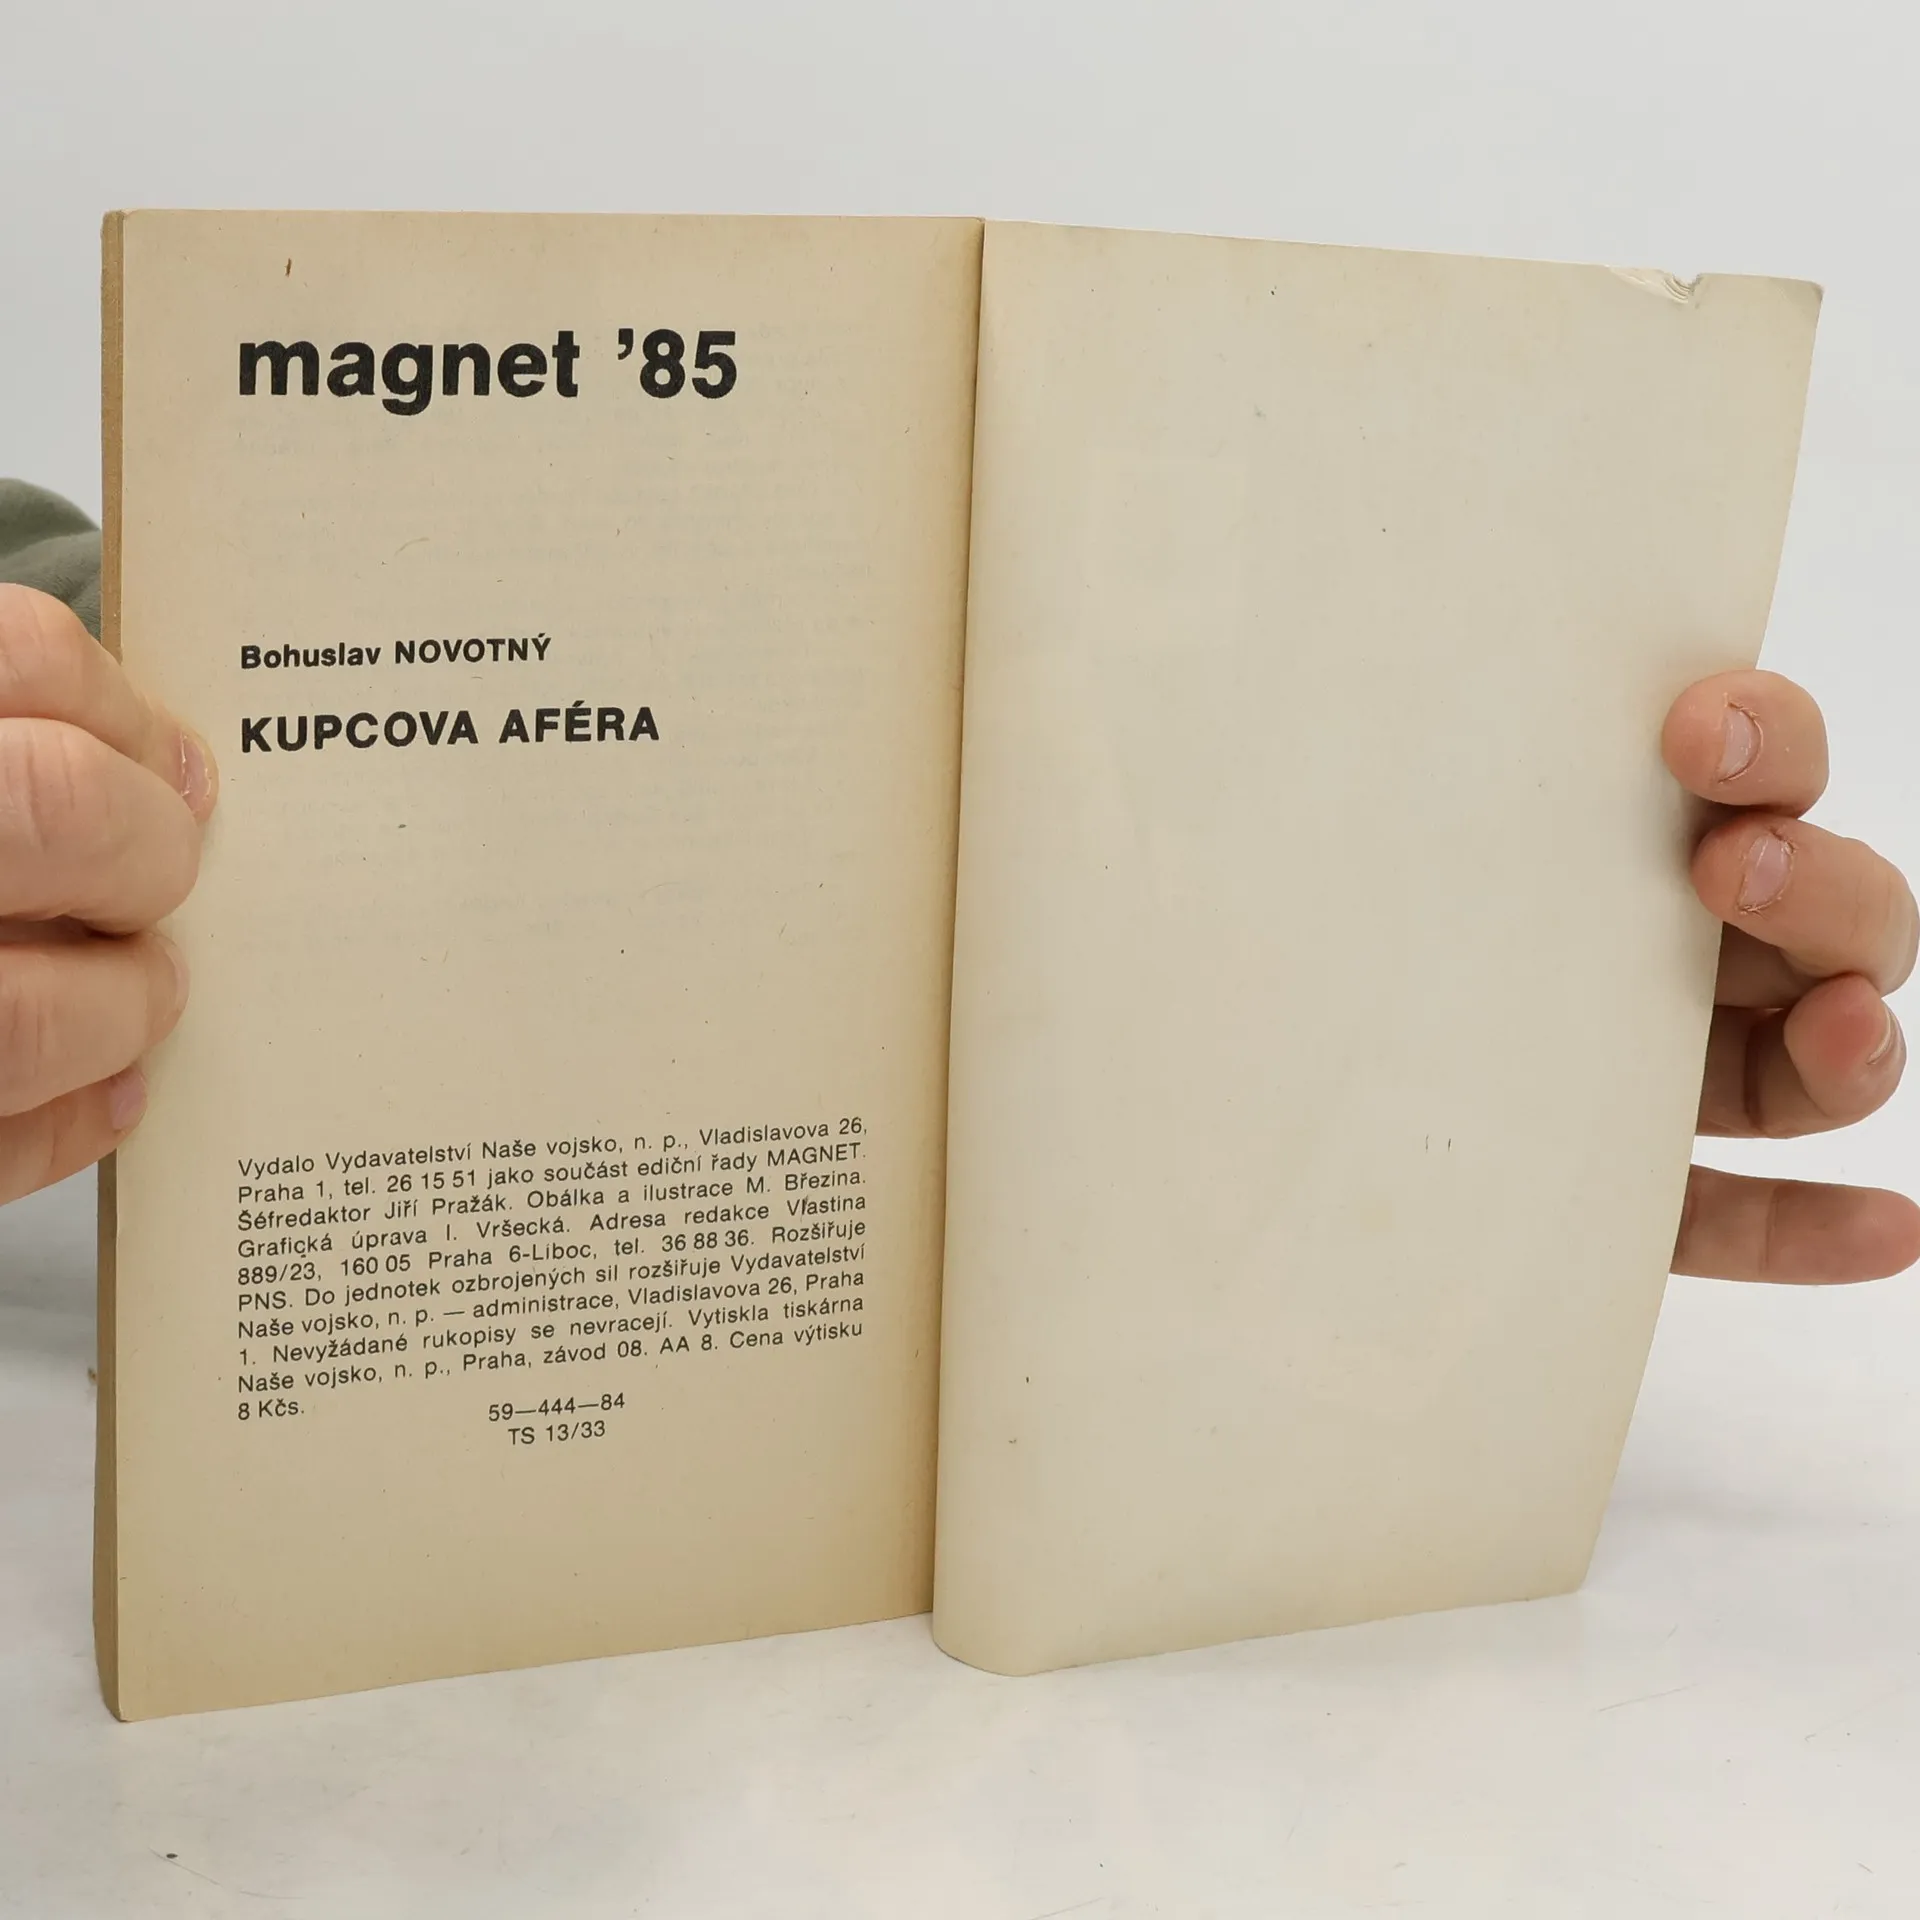 magnet ’85
Bohuslav NOVOTNÝ
KUPCOVA AFÉRA
Vydalo Vydavatelství Naše vojsko, n. p., Vladislavova 26,
Praha 1, tel. 26 15 51 jako součást ediční řady MAGNET.
Šéfredaktor Jiří Pražák. Obálka a ilustrace M. Březina.
Grafická úprava I. Vršecká. Adresa redakce Vlastina
889/23, 160 05 Praha 6-Liboc, tel. 36 88 36. Rozšiřuje
PNS. Do jednotek ozbrojených sil rozšiřuje Vydavatelství
Naše vojsko, n. p. — administrace, Vladislavova 26, Praha
1. Nevyžádané rukopisy se nevracejí. Vytiskla tiskárna
Naše vojsko, n. p., Praha, závod 08. AA 8. Cena výtisku
8 Kčs.
59—444—84
TS 13/33